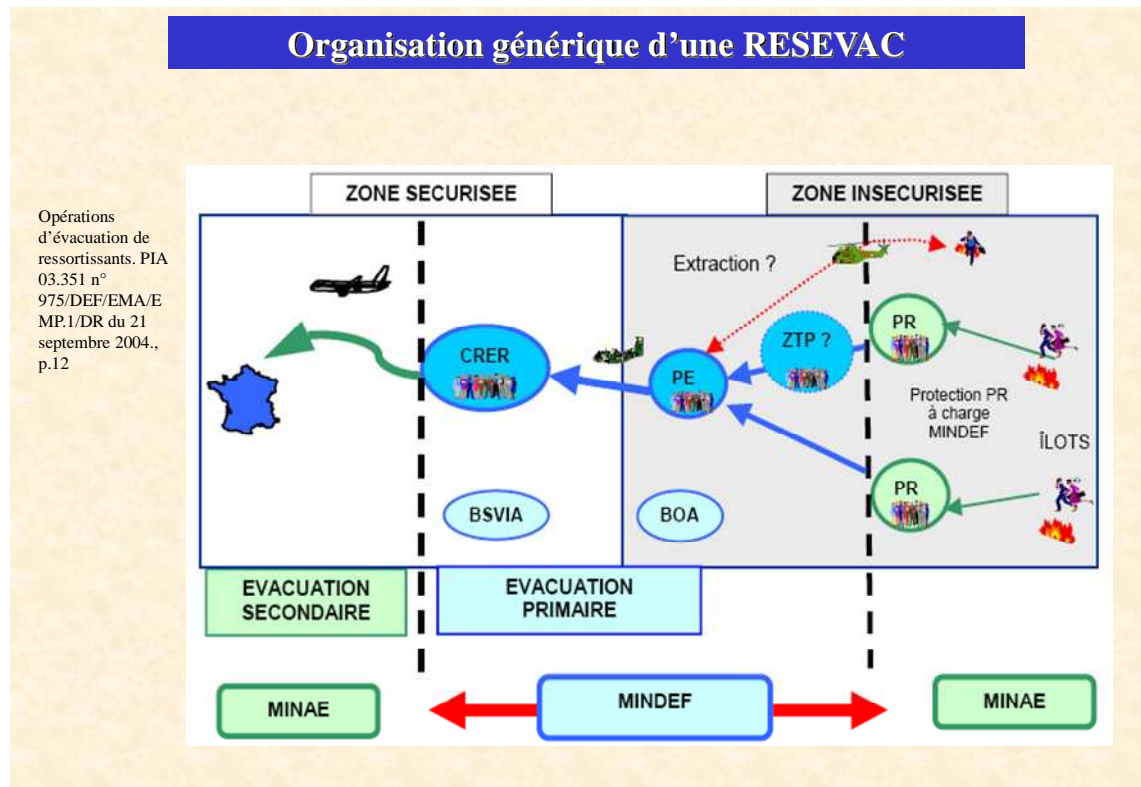 Organisation générique d’une RESEVAC
Opérations
d’évacuation de
ressortissants. PIA
03.351 n°
975/DEF/EMA/E
MP.1/DR du 21
septembre 2004.,
p.12
ZONE SECURISEE
ZONE INSECURISEE
Extraction ?
CRER
PE
ZTP ?
PR
Protection PR
à charge
MINDEF
ÎLOTS
PR
BSVIA
BOA
EVACUATION
SECONDAIRE
EVACUATION
PRIMAIRE
MINAE
MINDEF
MINAE